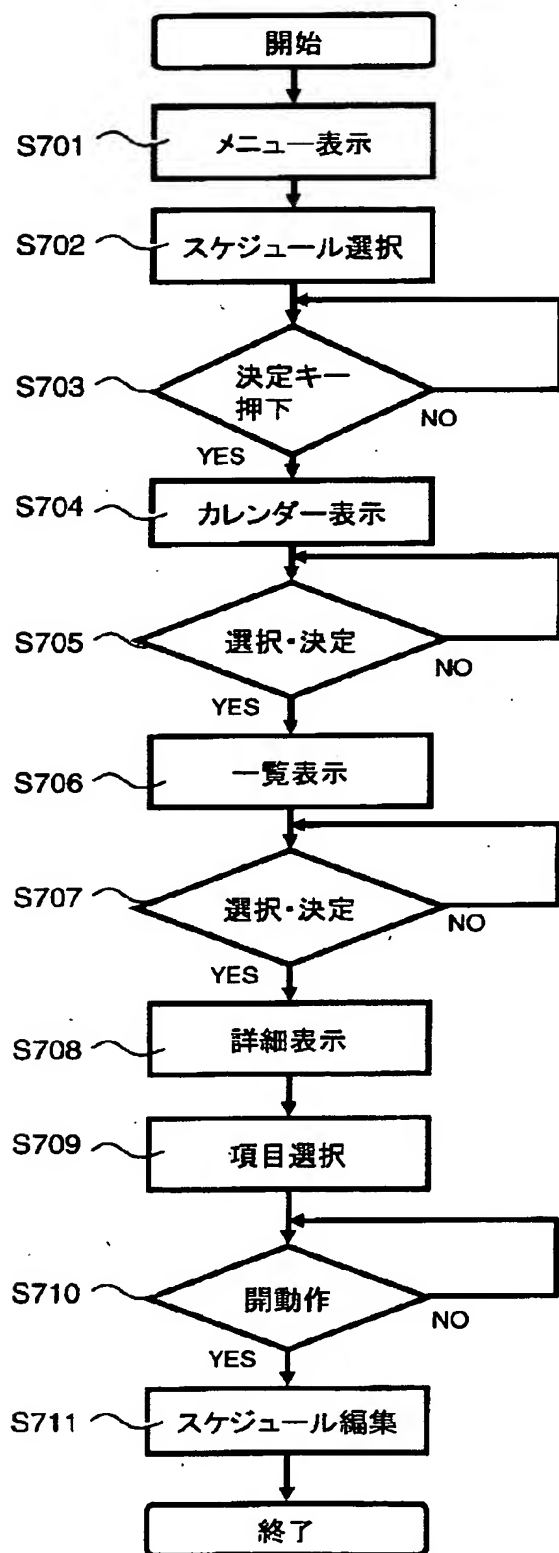 開始
S701
メニュー表示
S702
スケジュール選択
S703
決定キー
押下
NO
YES
S704
カレンダー表示
S705
選択・決定
NO
YES
S706
一覧表示
S707
選択・決定
NO
YES
S708
詳細表示
S709
項目選択
S710
開動作
NO
YES
S711
スケジュール編集
終了